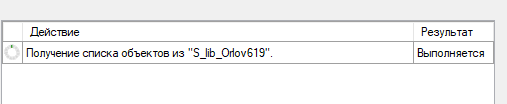 Действие Результат
Получение списка объектов из "S_lib_Orlov619". Выполняется